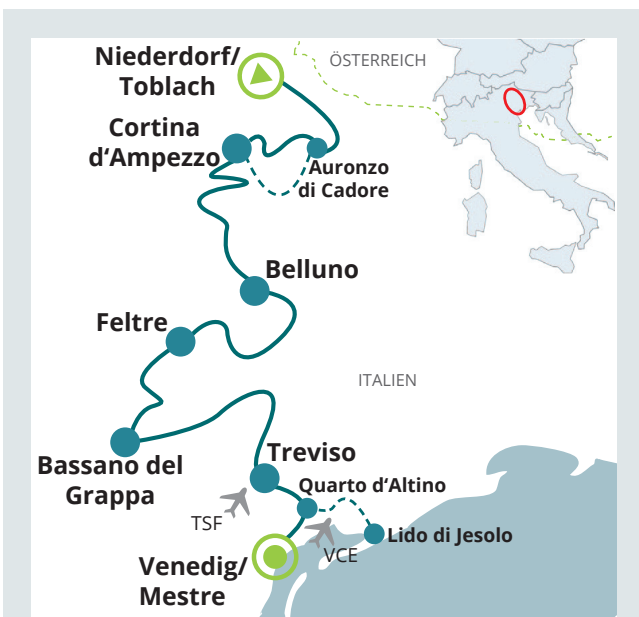 Niederdorf/
Toblach
ÖSTERREICH
Cortina
d‘Ampezzo
Auronzo
di Cadore
Belluno
Feltre
ITALIEN
Bassano del
Grappa
Treviso
Quarto d‘Altino
TSF
Lido di Jesolo
VCE
Venedig/
Mestre